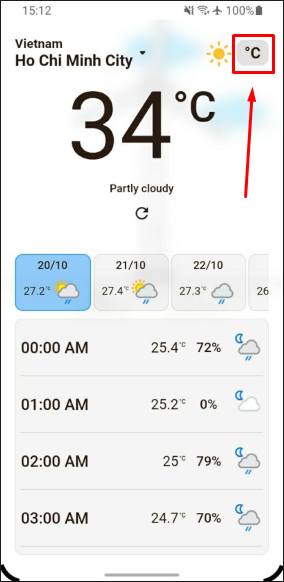 15:12 100%
Vietnam
Ho Chi Minh City
°C
34°C
Partly cloudy
20/10 21/10 22/10
27.2°C 27.4°C 27.3°C 26
00:00 AM 25.4°C 72%
01:00 AM 25.2°C 0%
02:00 AM 25°C 79%
03:00 AM 24.7°C 70%